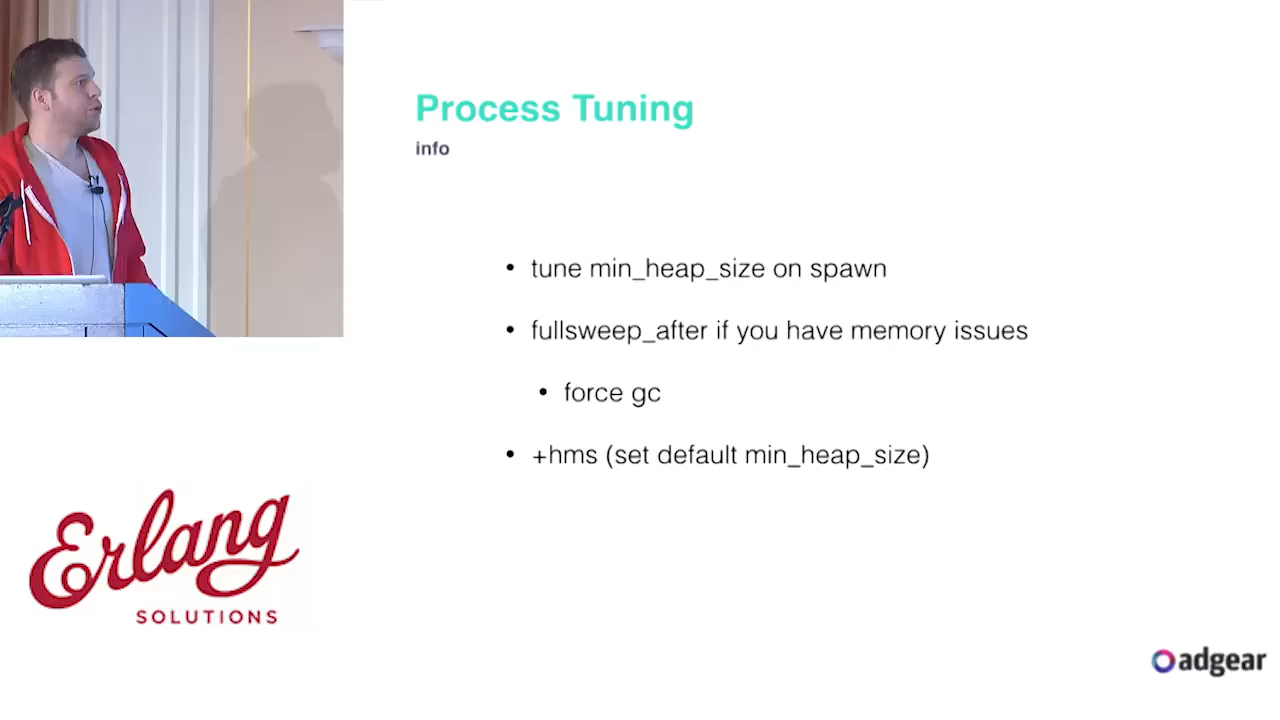 Process Tuning
info
• tune min_heap_size on spawn
• fullsweep_after if you have memory issues
• force gc
• +hms (set default min_heap_size)
Erlang
SOLUTIONS
adgear